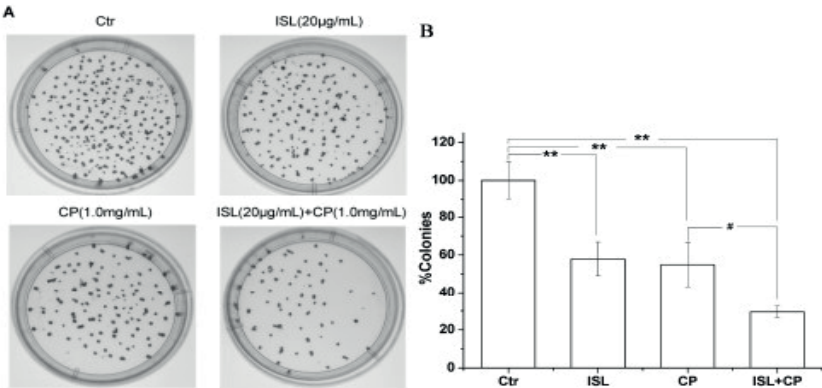 A
Ctr
ISL(20μg/mL)
CP(1.0mg/mL)
ISL(20μg/mL)+CP(1.0mg/mL)
B
%Colonies
120
100
80
60
40
20
0
**
**
**
#
Ctr
ISL
CP
ISL+CP